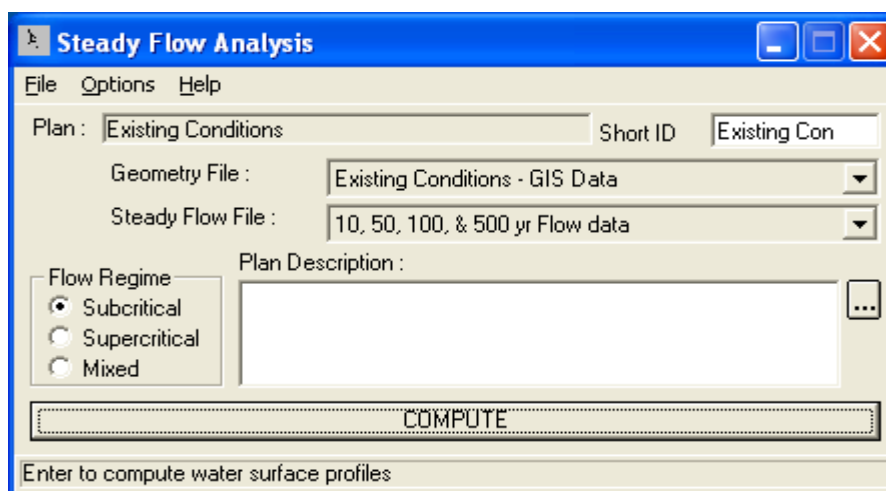 Steady Flow Analysis
File Options Help
Plan : Existing Conditions Short ID Existing Con
Geometry File : Existing Conditions - GIS Data
Steady Flow File : 10, 50, 100, & 500 yr Flow data
Plan Description :
Flow Regime
Subcritical
Supercritical
Mixed
...
COMPUTE
Enter to compute water surface profiles